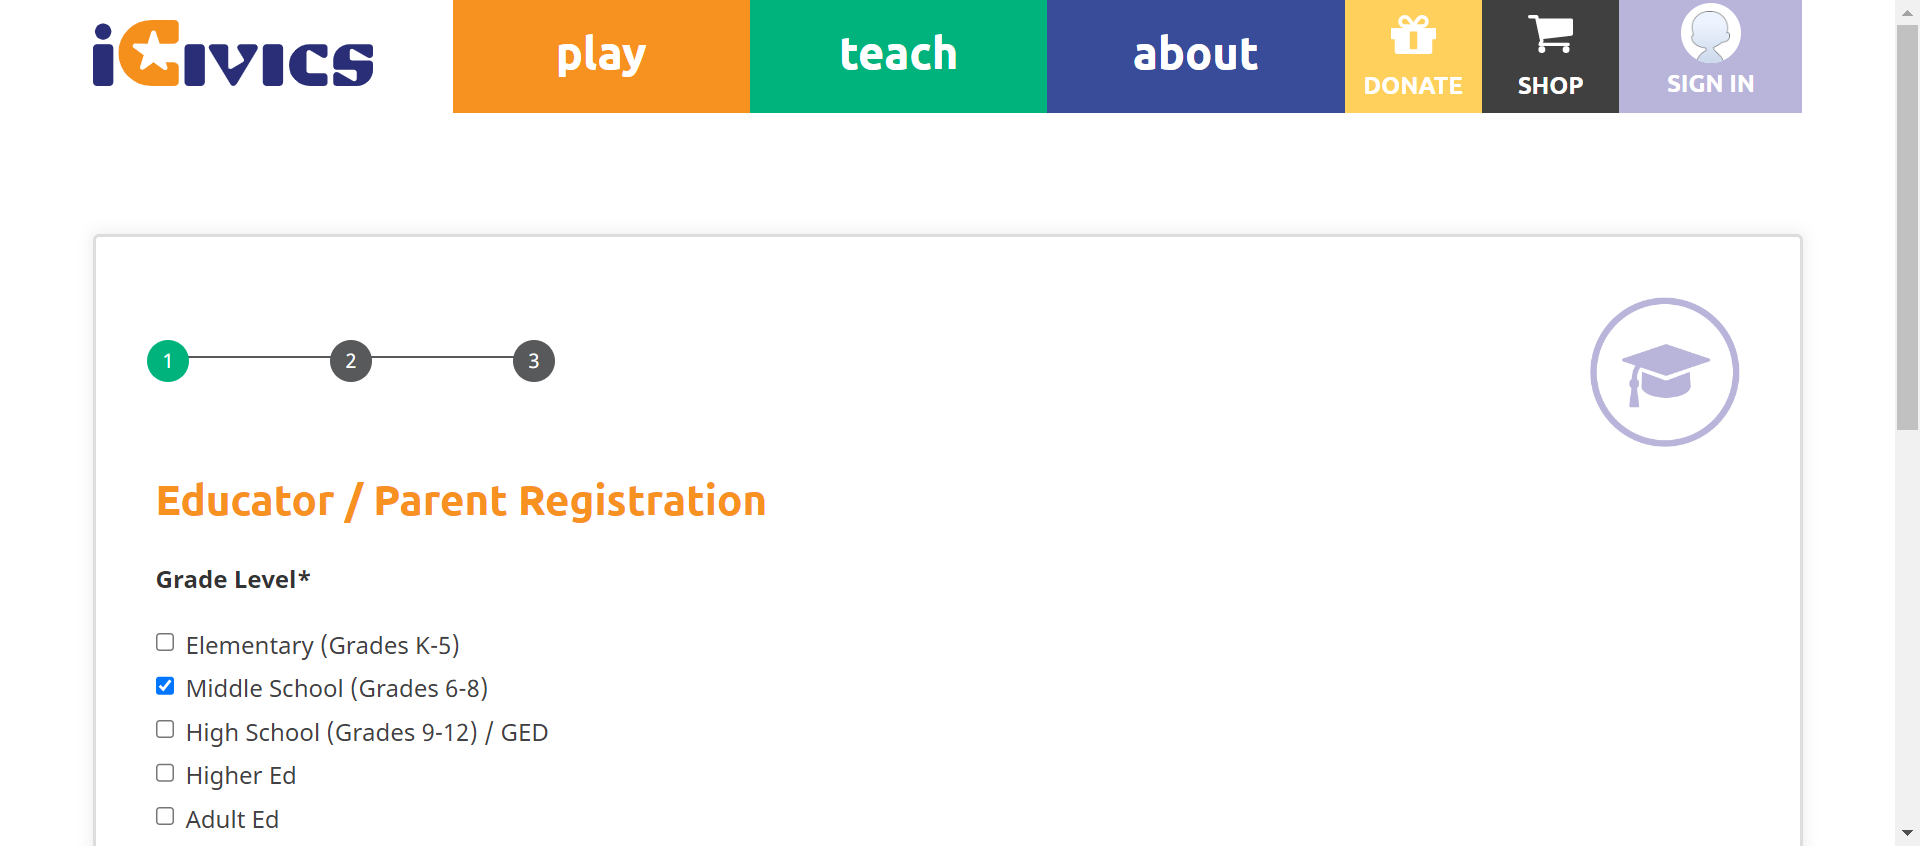 iCivics
play
teach
about
DONATE
SHOP
SIGN IN
1
2
3
Educator / Parent Registration
Grade Level*
Elementary (Grades K-5)
Middle School (Grades 6-8)
High School (Grades 9-12) / GED
Higher Ed
Adult Ed